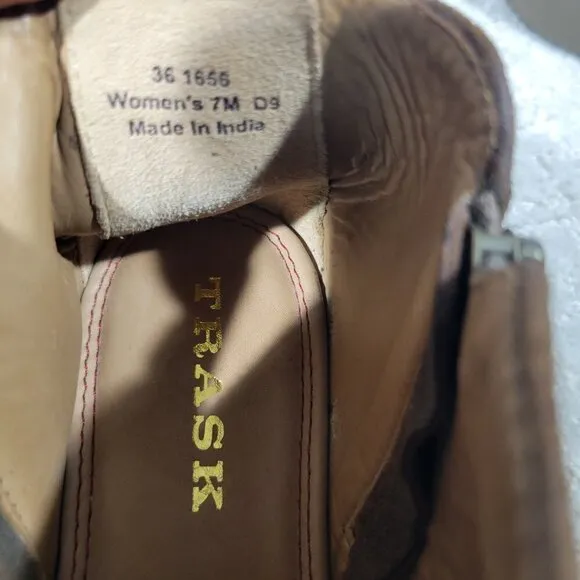 36 1656
Women's 7M D9
Made In India
TRASK